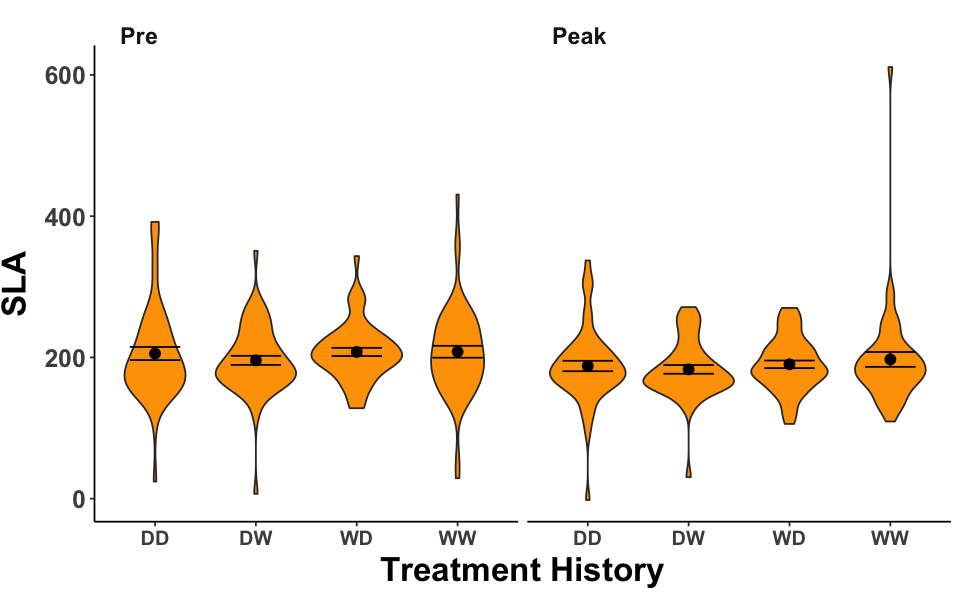 Pre Peak
600
400
200
0
SLA
DD DW WD WW DD DW WD WW
Treatment History